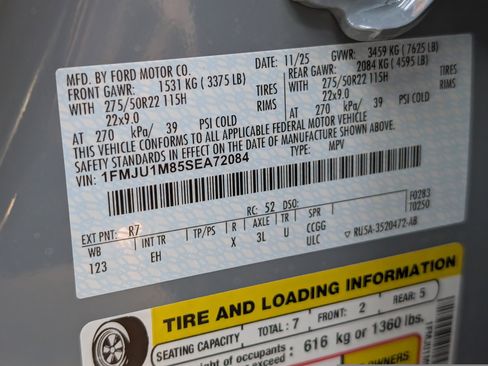 MFD. BY FORD MOTOR CO.
11/25 GVWR: 3459 KG ( 7625 LB)
FRONT GAWR: 1531 KG ( 3375 LB)
REAR GAWR: 2084 KG ( 4595 LB)
WITH 275/50R22 115H TIRES
WITH 275/50R22 115H TIRES
22x9.0 RIMS
22x9.0 RIMS
AT 270 kPa/ 39 PSI COLD
AT 270 kPa/ 39 PSI COLD
THIS VEHICLE CONFORMS TO ALL APPLICABLE FEDERAL MOTOR VEHICLE
SAFETY STANDARDS IN EFFECT ON THE DATE OF MANUFACTURE SHOWN ABOVE.
VIN: 1FMJU1M85SEA72084 TYPE: MPV
F0283
70250
EXT PNT: R7 RC: 52 DSO:
WB INT TR TP/PS R AXLE TR SPR
123 EH X 3L U CCGG
ULC ▽ RU5A-3520472-AB
TIRE AND LOADING INFORMATION
SEATING CAPACITY TOTAL: 7 FRONT: 2 REAR: 5
ight of occupants 616 kg or 1360 lbs.
OWNERS